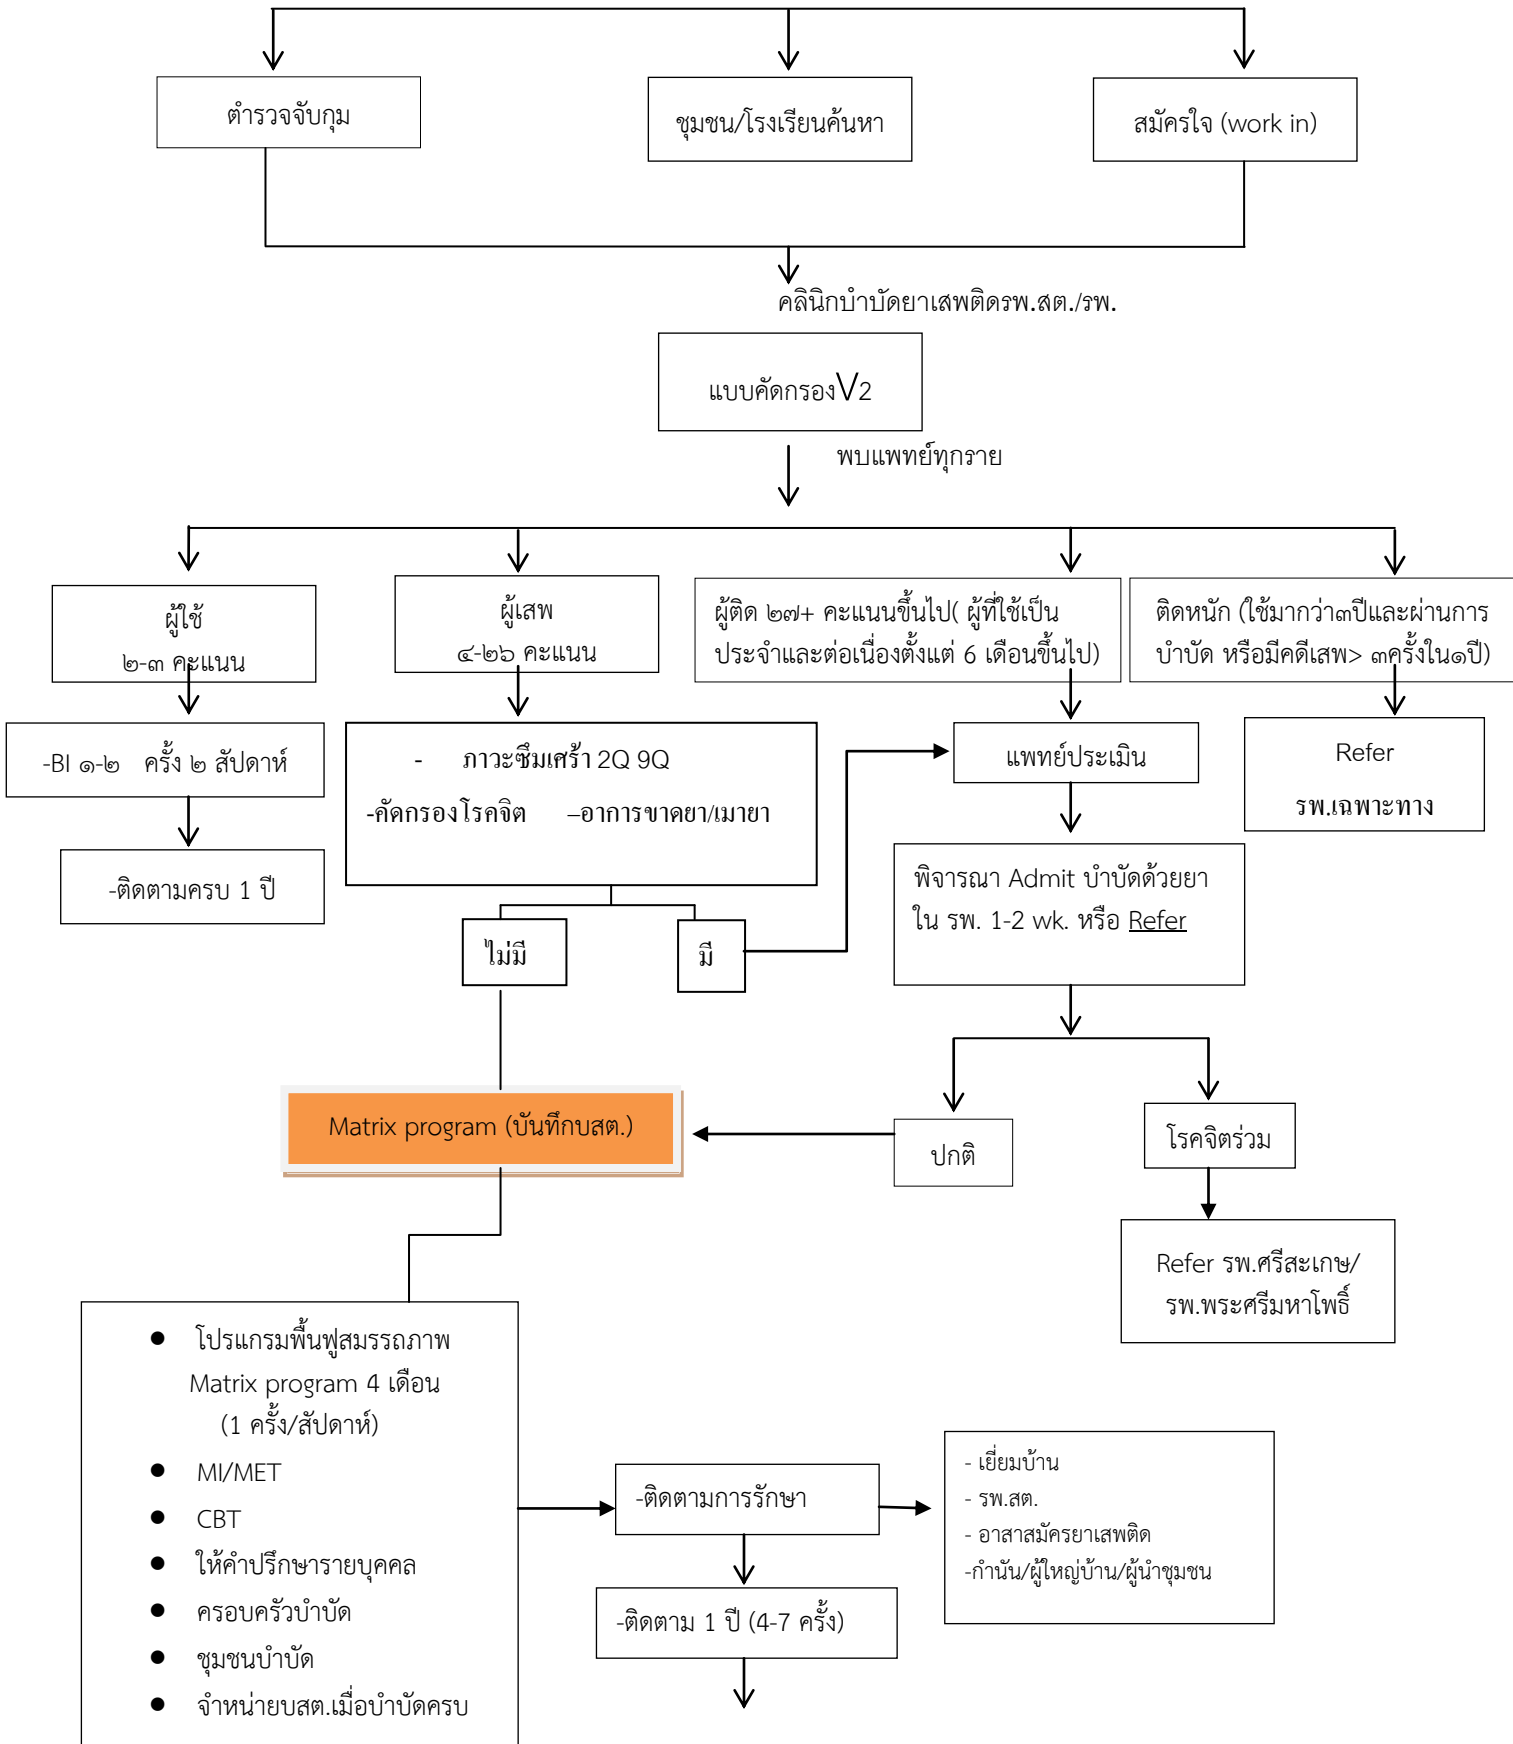 ตำรวจจับกุม
ชุมชน/โรงเรียนค้นหา
สมัครใจ (work in)
คลินิกบำบัดยาเสพติดรพ.สต./รพ.
แบบคัดกรองV2
พบแพทย์ทุกราย
ผู้ใช้
๒-๓ คะแนน
ผู้เสพ
๔-๒๖ คะแนน
ผู้ติด ๒๗+ คะแนนขึ้นไป( ผู้ที่ใช้เป็น
ประจำและต่อเนื่องตั้งแต่ 6 เดือนขึ้นไป)
ติดหนัก (ใช้มากว่า๓ปีและผ่านการ
บำบัด หรือมีคดีเสพ> ๓ครั้งใน๑ปี)
-BI ๑-๒ ครั้ง ๒ สัปดาห์
- ภาวะซึมเศร้า 2Q 9Q
-คัดกรองโรคจิต –อาการขาดยา/เมายา
แพทย์ประเมิน
Refer
รพ.เฉพาะทาง
-ติดตามครบ 1 ปี
พิจารณา Admit บำบัดด้วยยา
ใน รพ. 1-2 wk. หรือ Refer
ไม่มี
มี
Matrix program (บันทึกบสต.)
ปกติ
โรคจิตร่วม
Refer รพ.ศรีสะเกษ/
รพ.พระศรีมหาโพธิ์
● โปรแกรมพื้นฟูสมรรถภาพ
Matrix program 4 เดือน
(1 ครั้ง/สัปดาห์)
● MI/MET
● CBT
● ให้คำปรึกษารายบุคคล
● ครอบครัวบำบัด
● ชุมชนบำบัด
● จำหน่ายบสต.เมื่อบำบัดครบ
-ติดตามการรักษา
-ติดตาม 1 ปี (4-7 ครั้ง)
- เยี่ยมบ้าน
- รพ.สต.
- อาสาสมัครยาเสพติด
-กำนัน/ผู้ใหญ่บ้าน/ผู้นำชุมชน